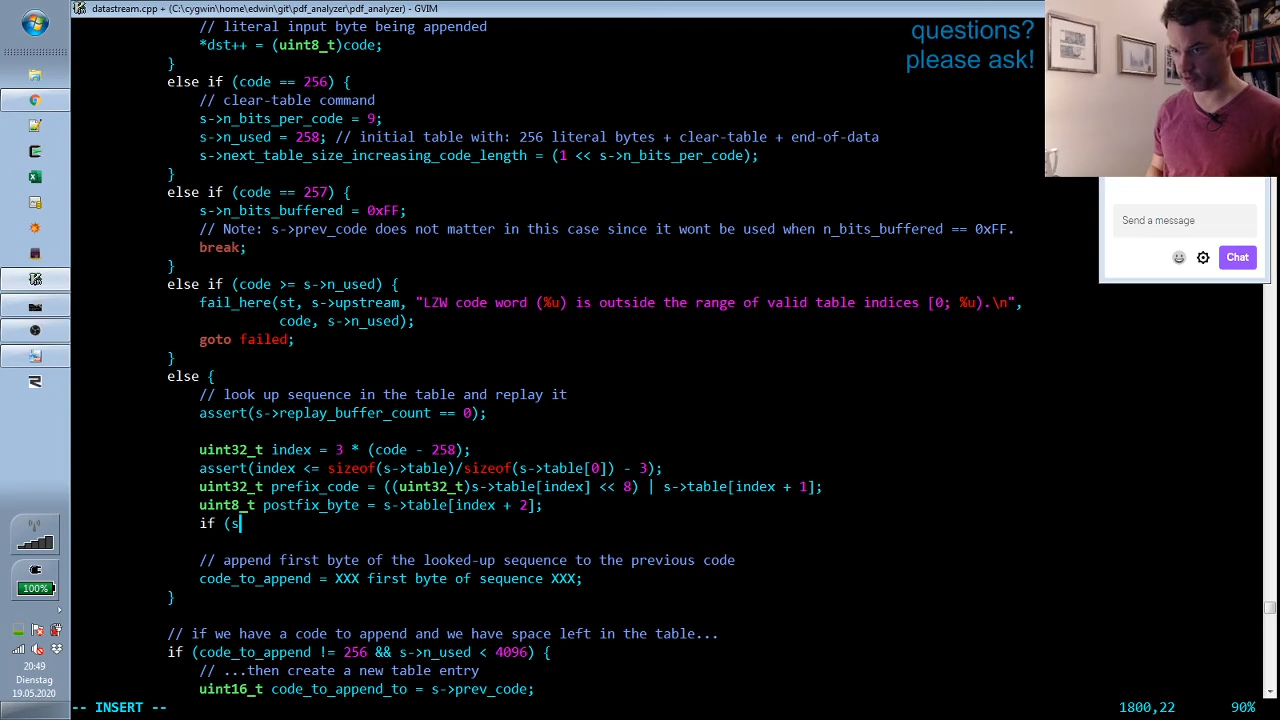 datastream.cpp + (C:\cygwin\home\edwin\git\pdf_analyzer\pdf_analyzer) - GVIM
// literal input byte being appended
*dst++ = (uint8_t)code;
}
else if (code == 256) {
// clear-table command
s->n_bits_per_code = 9;
s->n_used = 258; // initial table with: 256 literal bytes + clear-table + end-of-data
s->next_table_size_increasing_code_length = (1 << s->n_bits_per_code);
}
else if (code == 257) {
s->n_bits_buffered = 0xFF;
// Note: s->prev_code does not matter in this case since it wont be used when n_bits_buffered == 0xFF.
break;
}
else if (code >= s->n_used) {
fail_here(st, s->upstream, "LZW code word (%u) is outside the range of valid table indices [0; %u).\n",
code, s->n_used);
goto failed;
}
else {
// look up sequence in the table and replay it
assert(s->replay_buffer_count == 0);
uint32_t index = 3 * (code - 258);
assert(index <= sizeof(s->table)/sizeof(s->table[0]) - 3);
uint32_t prefix_code = ((uint32_t)s->table[index] << 8) | s->table[index + 1];
uint8_t postfix_byte = s->table[index + 2];
if (s
// append first byte of the looked-up sequence to the previous code
code_to_append = XXX first byte of sequence XXX;
}
// if we have a code to append and we have space left in the table...
if (code_to_append != 256 && s->n_used < 4096) {
// ...then create a new table entry
uint16_t code_to_append_to = s->prev_code;
-- INSERT --
1800,22
90%
questions?
please ask!
Send a message
Chat
100%
20:49
Dienstag
19.05.2020